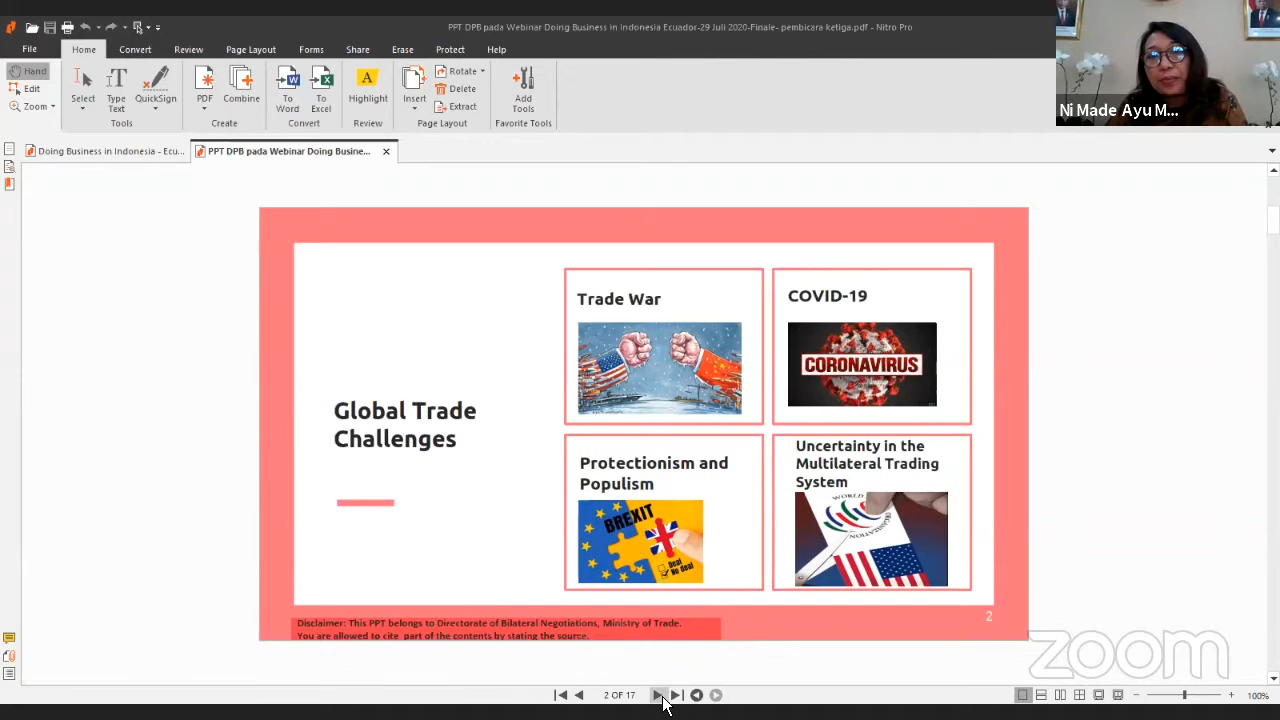 PPT DPB pada Webinar Doing Business in Indonesia Ecuador-29 Juli 2020-Finale- pembicara ketiga.pdf - Nitro Pro
File Home Convert Review Page Layout Forms Share Erase Protect Help
Hand
Edit
Zoom
Select
Type Text
QuickSign
Tools
PDF
Combine
Create
To Word
To Excel
Convert
Highlight
Review
Insert
Rotate
Delete
Extract
Page Layout
Add Tools
Favorite Tools
Ni Made Ayu M...
Doing Business in Indonesia - Ecu...
PPT DPB pada Webinar Doing Busine...
Global Trade
Challenges
Trade War
COVID-19
CORONAVIRUS
Protectionism and
Populism
BREXIT
Deal
No deal
Uncertainty in the
Multilateral Trading
System
WORLD
ORGANIZATION
Disclaimer: This PPT belongs to Directorate of Bilateral Negotiations, Ministry of Trade.
You are allowed to cite part of the contents by stating the source.
2
zoom
2 OF 17
100%